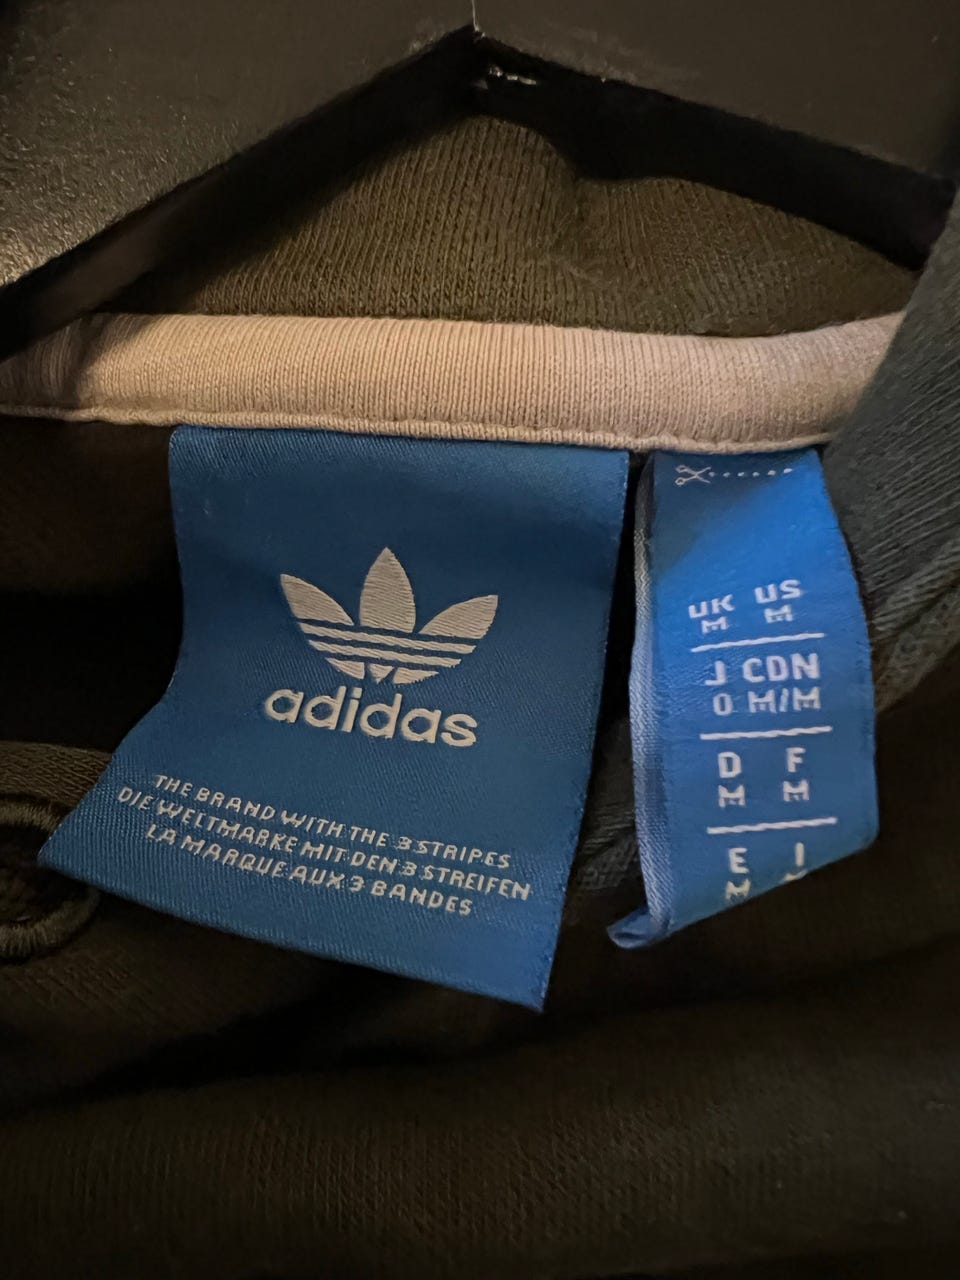 adidas
THE BRAND WITH THE 3 STRIPES
DIE WELTMARKE MIT DEN 3 STREIFEN
LA MARQUE AUX 3 BANDES
UK US
M M
J CDN
O M/M
D F
M M
E I
M M